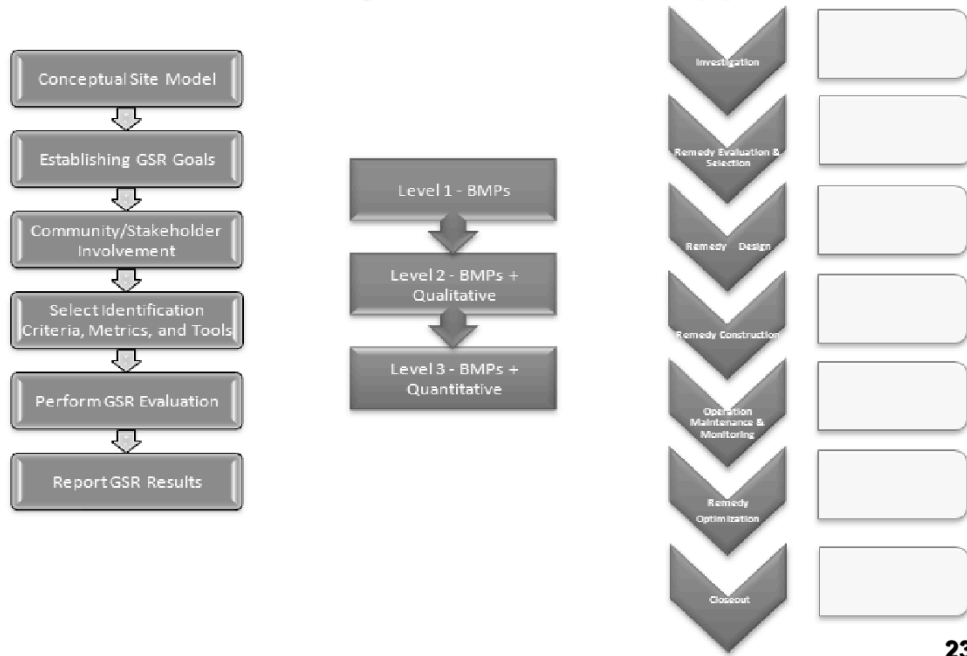 Conceptual Site Model
Establishing GSR Goals
Community/Stakeholder
Involvement
Select Identification
Criteria, Metrics, and Tools
Perform GSR Evaluation
Report GSR Results
Level 1 - BMPs
Level 2 - BMPs +
Qualitative
Level 3 - BMPs +
Quantitative
Investigation
Remedy Evaluation &
Selection
Remedy Design
Remedy Construction
Operation
Maintenance &
Monitoring
Remedy
Optimization
Closeout
23